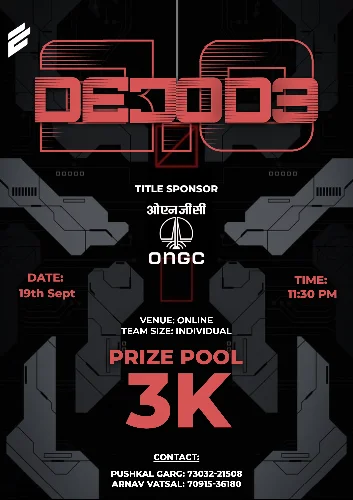 DECOD3
TITLE SPONSOR
ओएनजीसी
ONGC
DATE:
19th Sept
TIME:
11:30 PM
VENUE: ONLINE
TEAM SIZE: INDIVIDUAL
PRIZE POOL
3K
CONTACT:
PUSHKAL GARG: 73032-21508
ARNAV VATSAL: 70915-36180